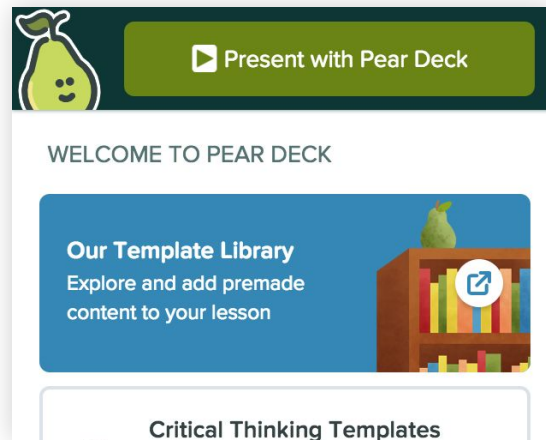 Present with Pear Deck
WELCOME TO PEAR DECK
Our Template Library
Explore and add premade
content to your lesson
Critical Thinking Templates